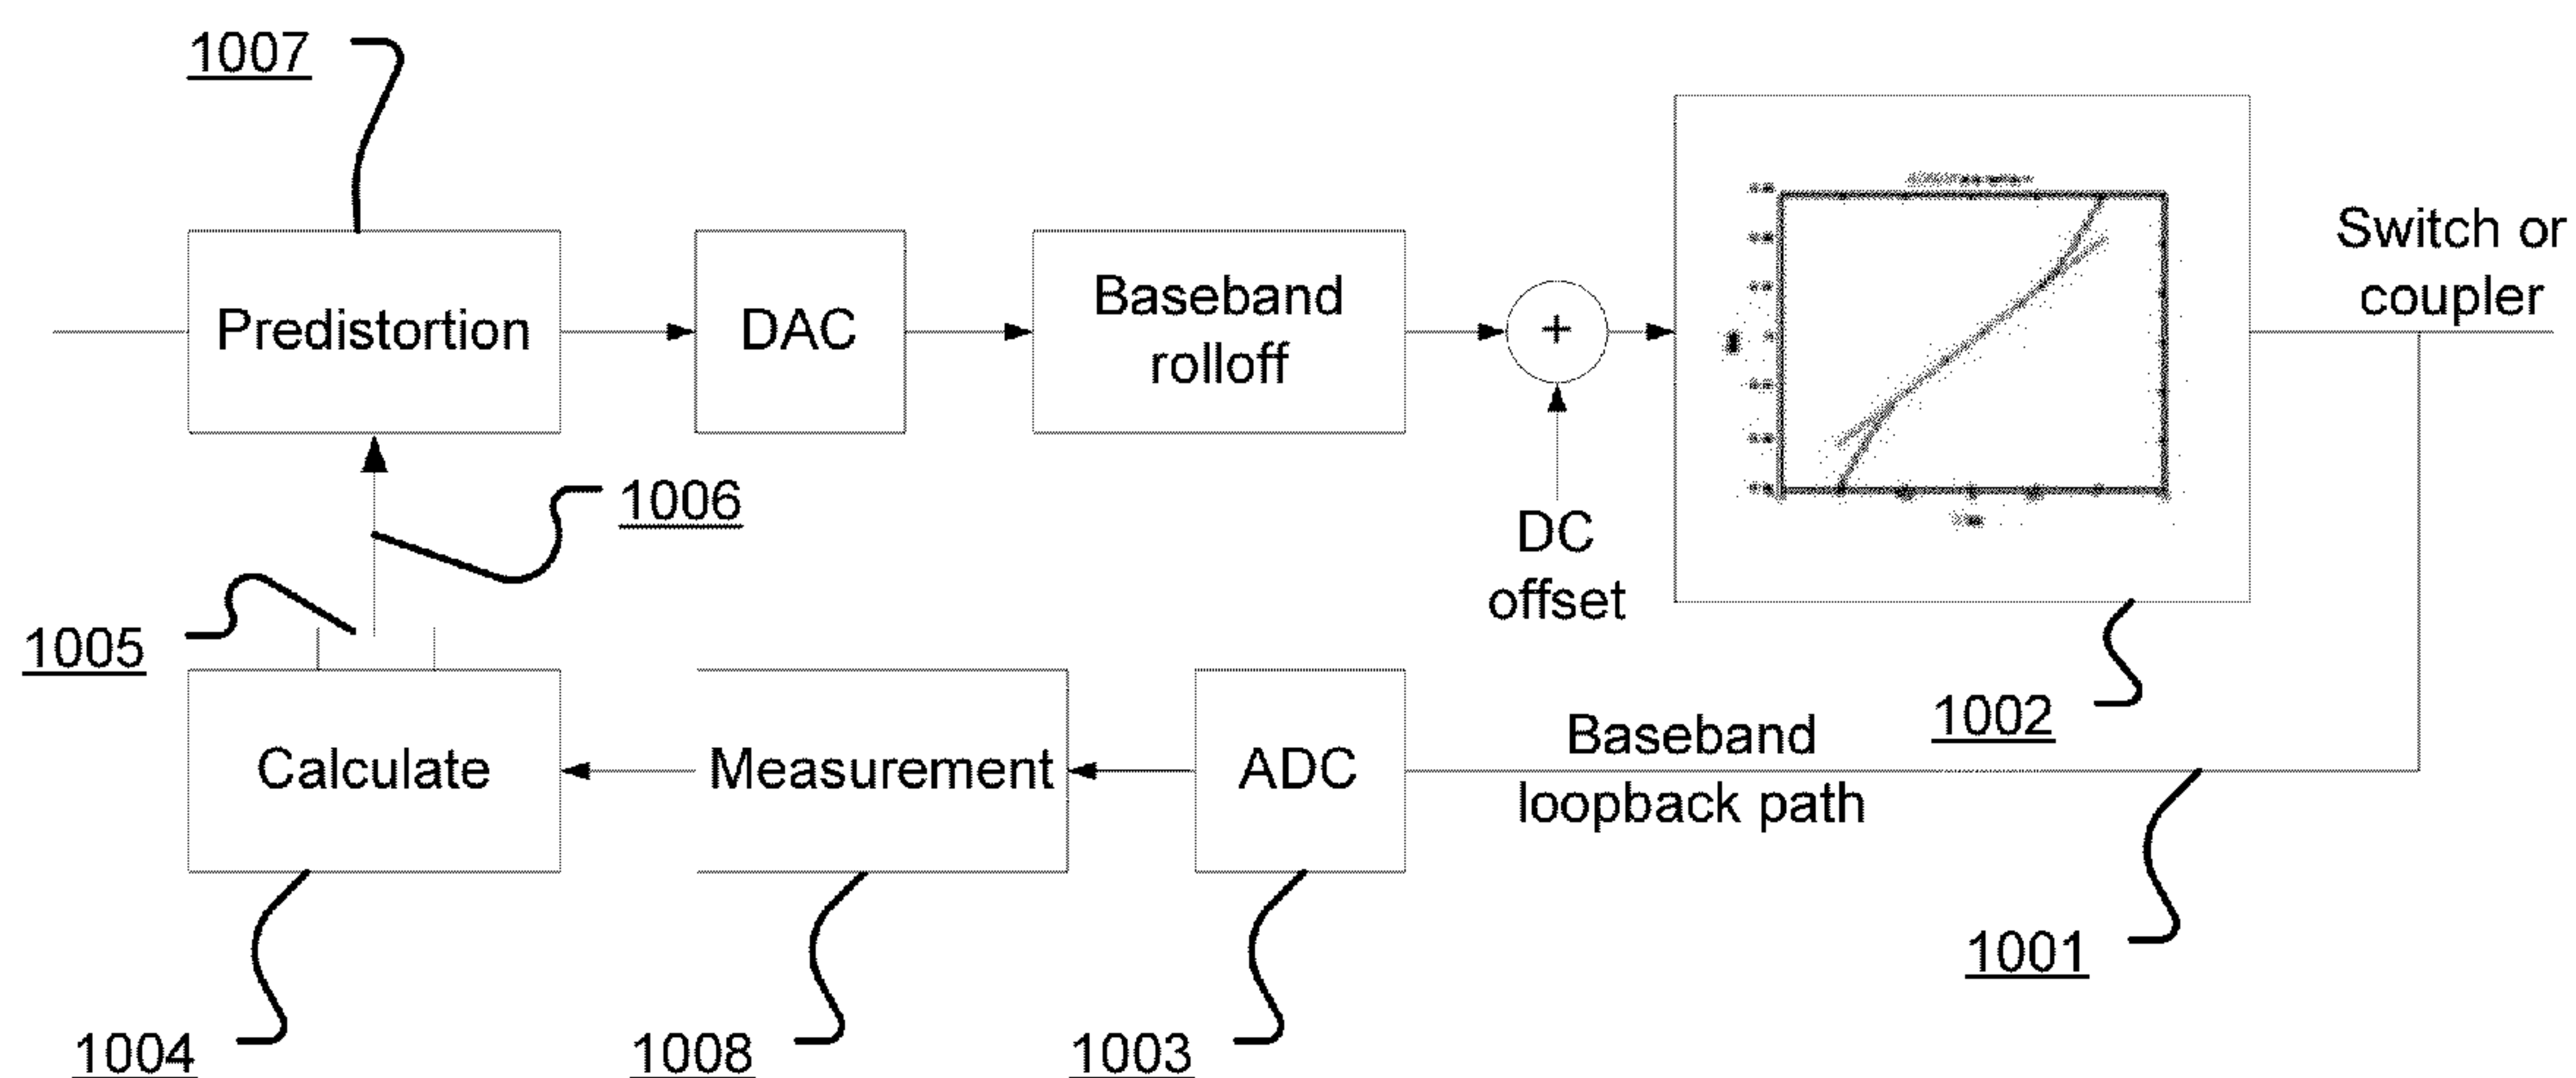 1007
Switch or
coupler
Predistortion
DAC
Baseband
rolloff
+
1006
DC
offset
1005
1002
Calculate
Measurement
ADC
Baseband
loopback path
1001
1004
1008
1003